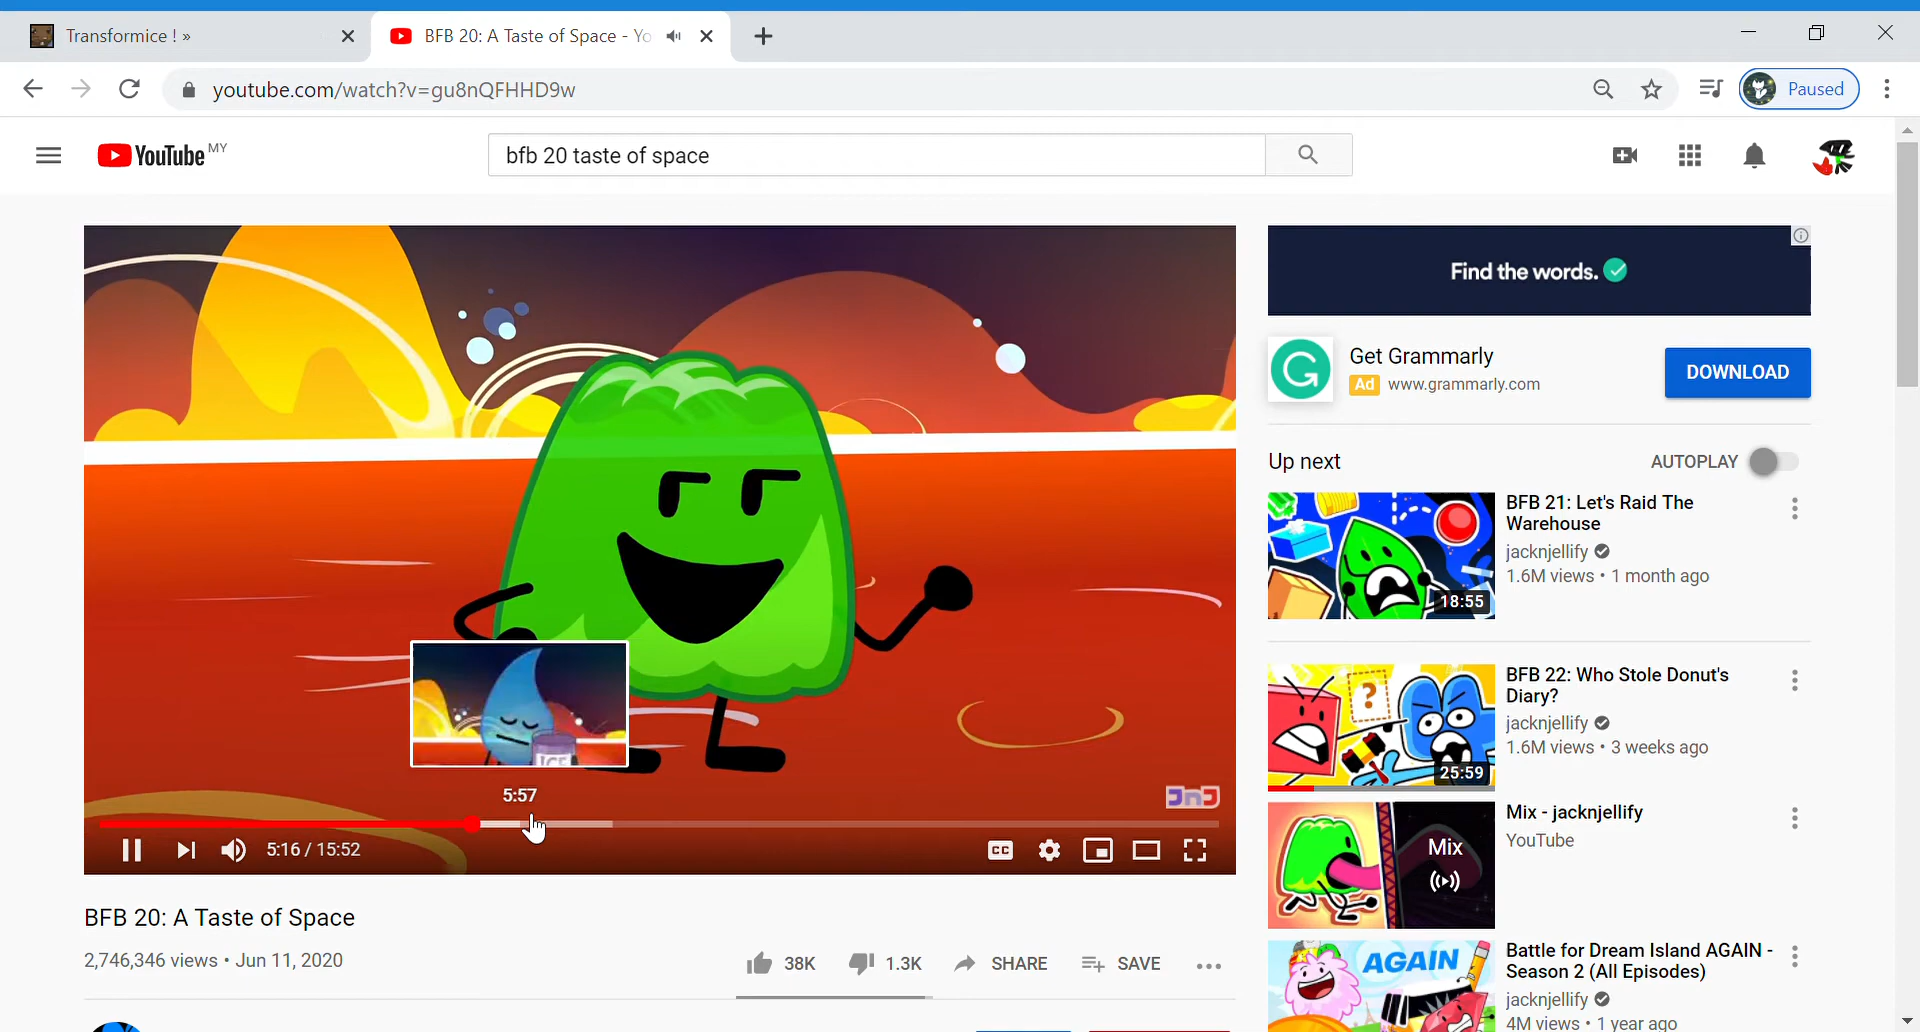 Transformice ! »
BFB 20: A Taste of Space - Yo
youtube.com/watch?v=gu8nQFHHD9w
Paused
YouTube MY
bfb 20 taste of space
Find the words.
Get Grammarly
Ad www.grammarly.com
DOWNLOAD
Up next
AUTOPLAY
BFB 21: Let's Raid The
Warehouse
jacknjellify
1.6M views • 1 month ago
18:55
BFB 22: Who Stole Donut's
Diary?
jacknjellify
1.6M views • 3 weeks ago
25:59
Mix - jacknjellify
YouTube
Mix
AGAIN
Battle for Dream Island AGAIN -
Season 2 (All Episodes)
jacknjellify
4M views • 1 year ago
ICE
5:57
JnJ
5:16 / 15:52
CC
BFB 20: A Taste of Space
2,746,346 views • Jun 11, 2020
38K
1.3K
SHARE
SAVE